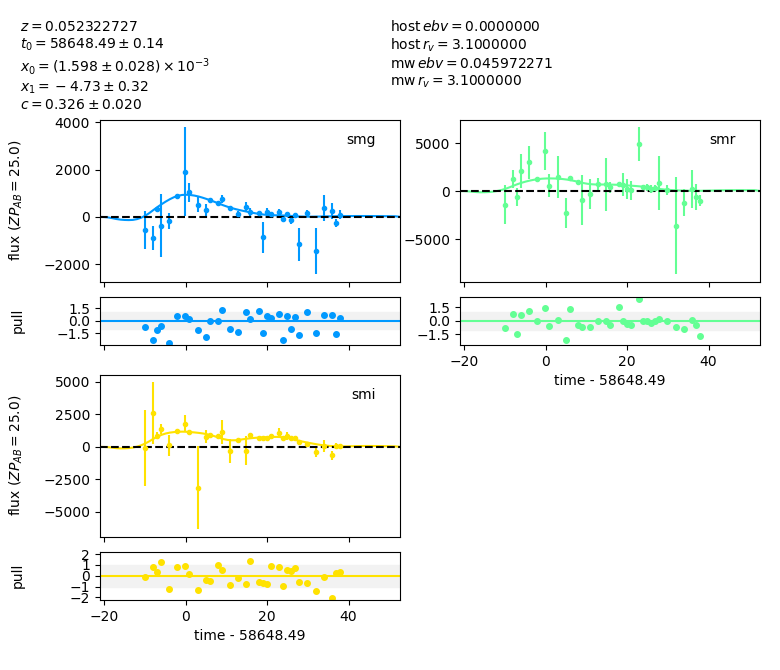 z = 0.052322727
t₀ = 58648.49 ± 0.14
x₀ = (1.598 ± 0.028) × 10⁻³
x₁ = −4.73 ± 0.32
c = 0.326 ± 0.020
host ebv = 0.0000000
host r_v = 3.1000000
mw ebv = 0.045972271
mw r_v = 3.1000000
smg
flux (ZP_AB = 25.0)
4000
2000
0
−2000
smr
5000
0
−5000
pull
1.5
0.0
−1.5
1.5
0.0
−1.5
−20 0 20 40
time - 58648.49
smi
flux (ZP_AB = 25.0)
5000
2500
0
−2500
−5000
pull
2
1
0
−1
−2
−20 0 20 40
time - 58648.49